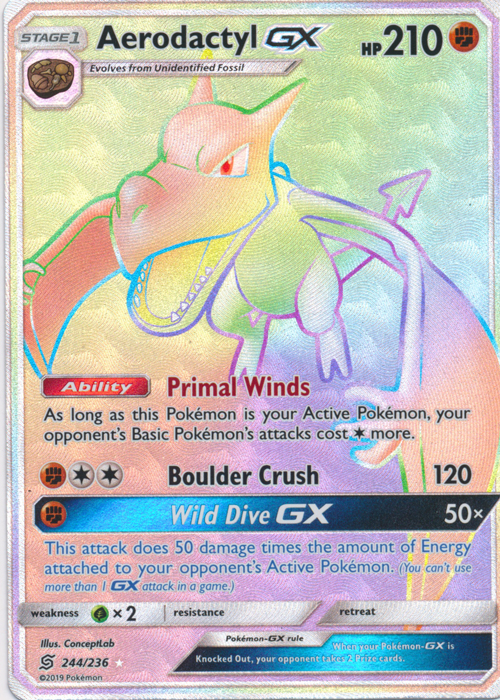 STAGE 1 Aerodactyl GX HP 210
Evolves from Unidentified Fossil
Ability Primal Winds
As long as this Pokémon is your Active Pokémon, your
opponent's Basic Pokémon's attacks cost more.
Boulder Crush 120
Wild Dive GX 50×
This attack does 50 damage times the amount of Energy
attached to your opponent's Active Pokémon. (You can't use
more than 1 GX attack in a game.)
weakness ×2 resistance retreat
Illus. ConceptLab
Pokémon-GX rule
When your Pokémon-GX is
Knocked Out, your opponent takes 2 Prize cards.
244/236
©2019 Pokémon